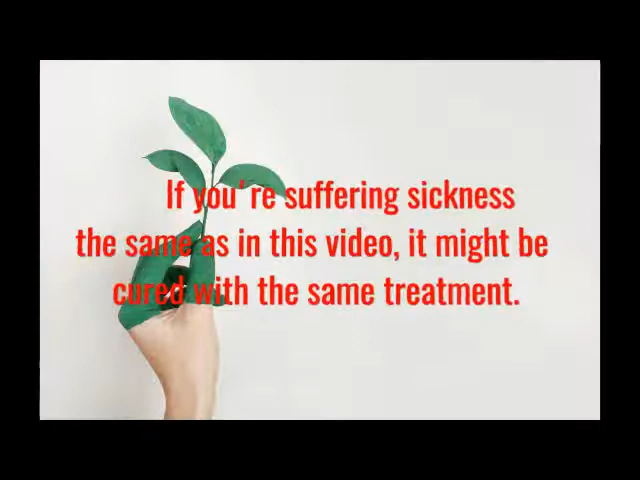 If you're suffering sickness
the same as in this video, it might be
cured with the same treatment.